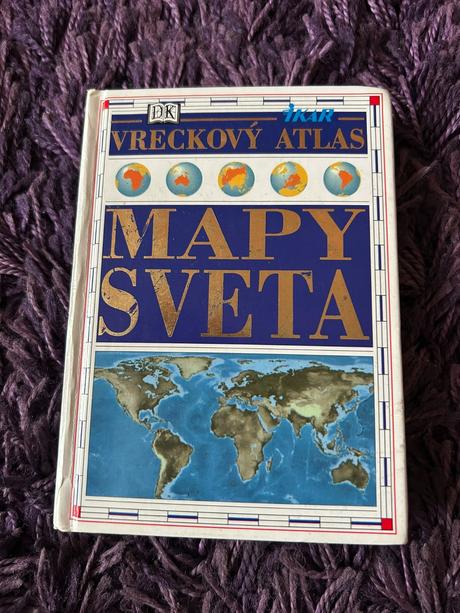 DK
IKAR
VRECKOVÝ ATLAS
MAPY
SVETA